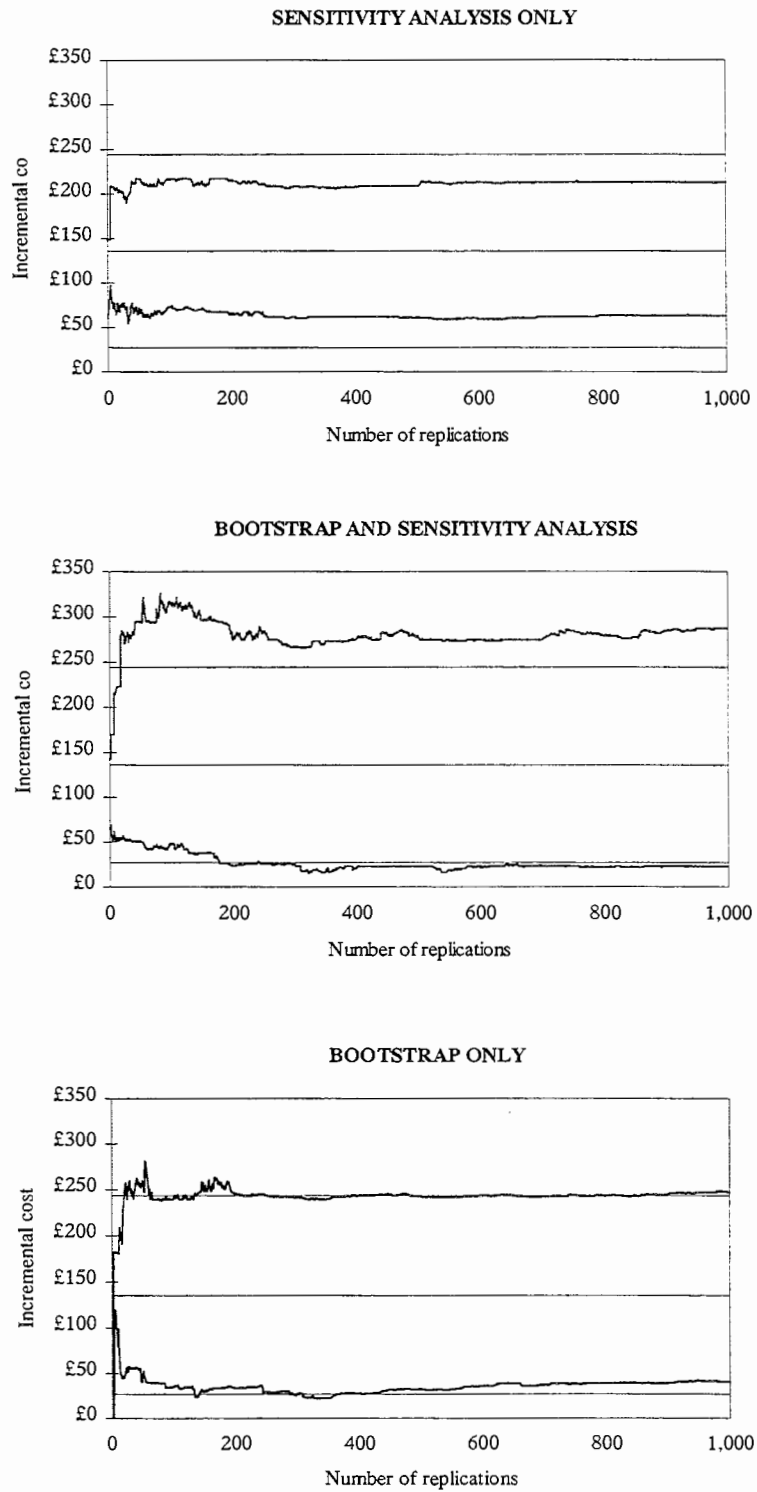 SENSITIVITY ANALYSIS ONLY
£350
£300
£250
£200
£150
£100
£50
£0
Incremental co
0 200 400 600 800 1,000
Number of replications
BOOTSTRAP AND SENSITIVITY ANALYSIS
£350
£300
£250
£200
£150
£100
£50
£0
Incremental co
0 200 400 600 800 1,000
Number of replications
BOOTSTRAP ONLY
£350
£300
£250
£200
£150
£100
£50
£0
Incremental cost
0 200 400 600 800 1,000
Number of replications